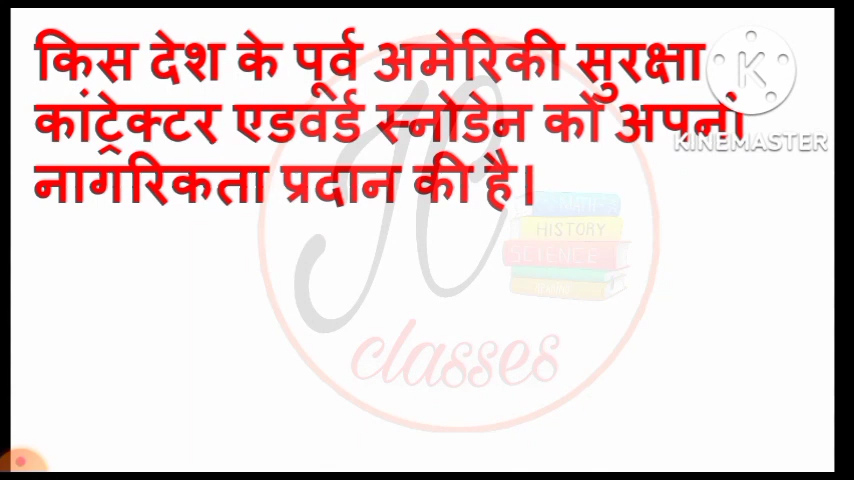 किस देश के पूर्व अमेरिकी सुरक्षा
कांट्रेक्टर एडवर्ड स्नोडेन को अपनी
नागरिकता प्रदान की है।
K
KINEMASTER
HISTORY
SCIENCE
classes